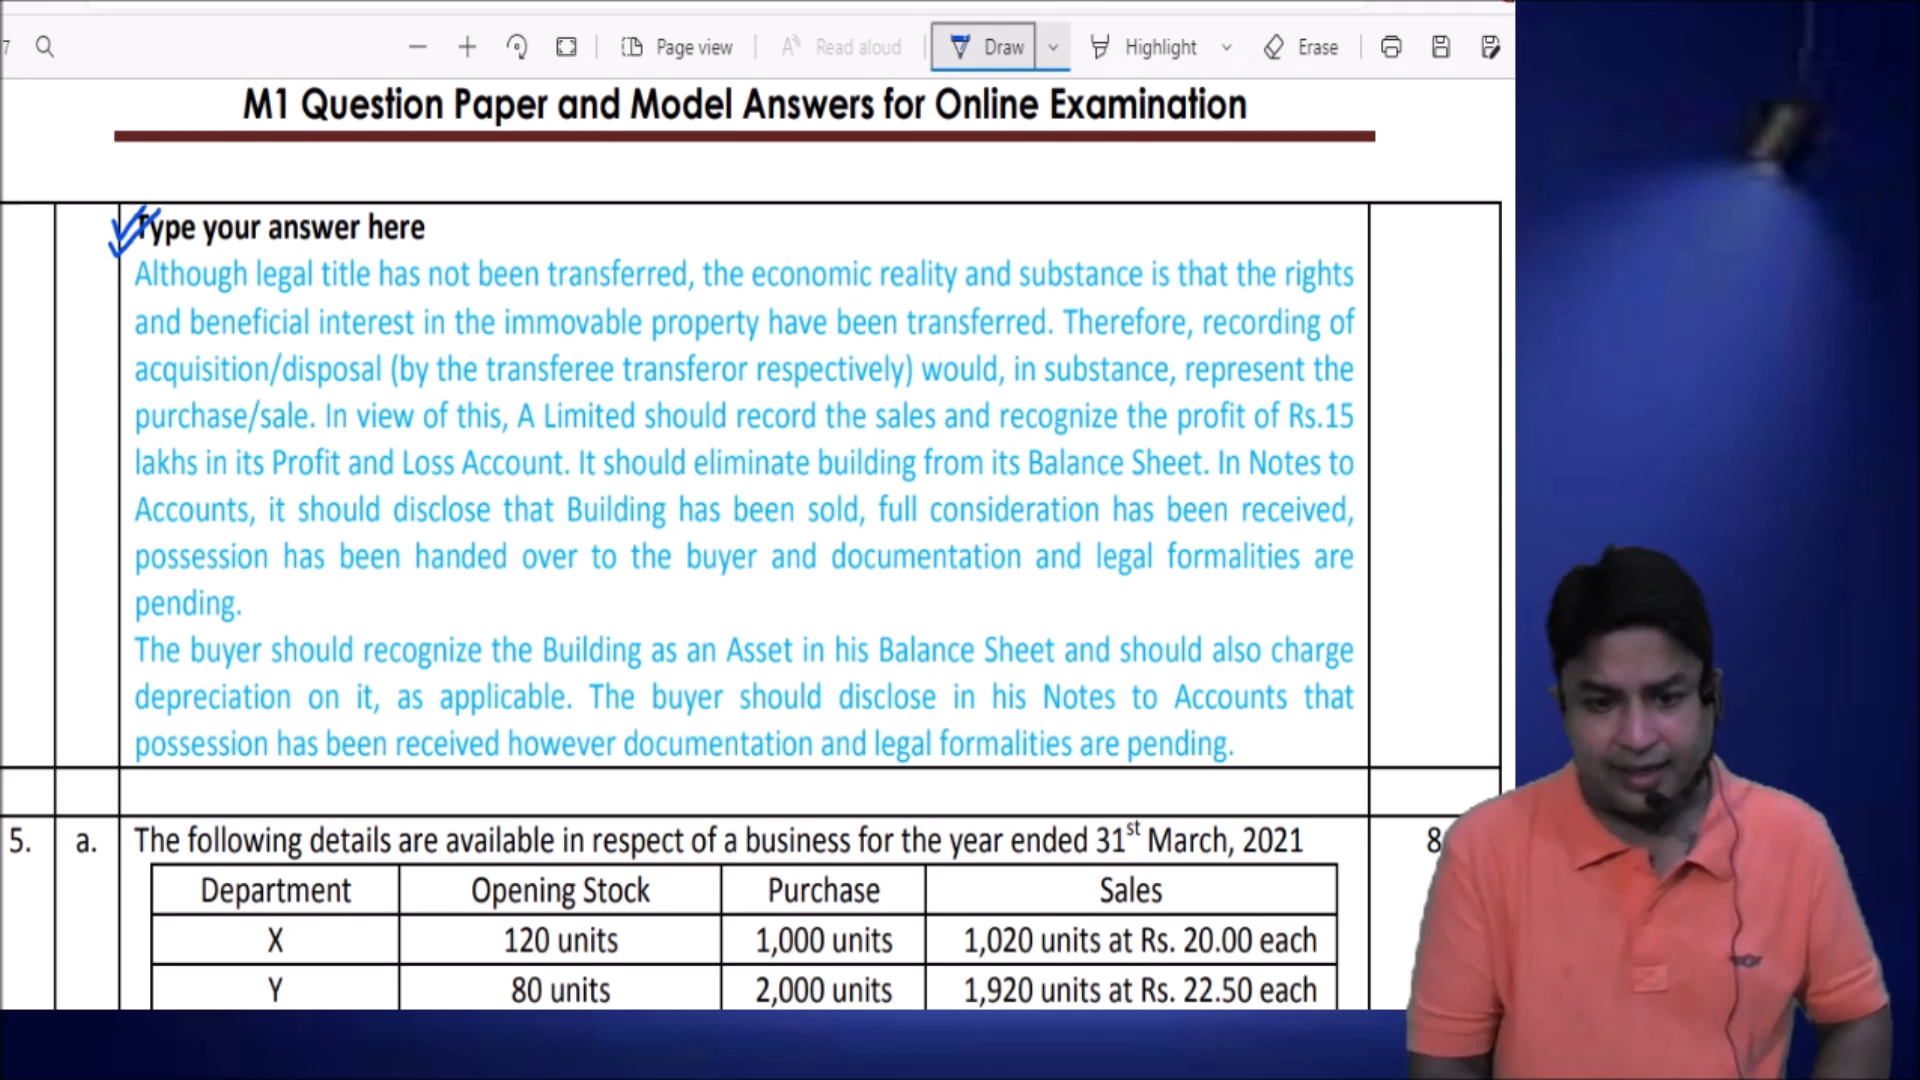 7
Page view
Read aloud
Draw
Highlight
Erase
M1 Question Paper and Model Answers for Online Examination
Type your answer here
Although legal title has not been transferred, the economic reality and substance is that the rights
and beneficial interest in the immovable property have been transferred. Therefore, recording of
acquisition/disposal (by the transferee transferor respectively) would, in substance, represent the
purchase/sale. In view of this, A Limited should record the sales and recognize the profit of Rs.15
lakhs in its Profit and Loss Account. It should eliminate building from its Balance Sheet. In Notes to
Accounts, it should disclose that Building has been sold, full consideration has been received,
possession has been handed over to the buyer and documentation and legal formalities are
pending.
The buyer should recognize the Building as an Asset in his Balance Sheet and should also charge
depreciation on it, as applicable. The buyer should disclose in his Notes to Accounts that
possession has been received however documentation and legal formalities are pending.
5. a. The following details are available in respect of a business for the year ended 31st March, 2021 8
Department Opening Stock Purchase Sales
X 120 units 1,000 units 1,020 units at Rs. 20.00 each
Y 80 units 2,000 units 1,920 units at Rs. 22.50 each